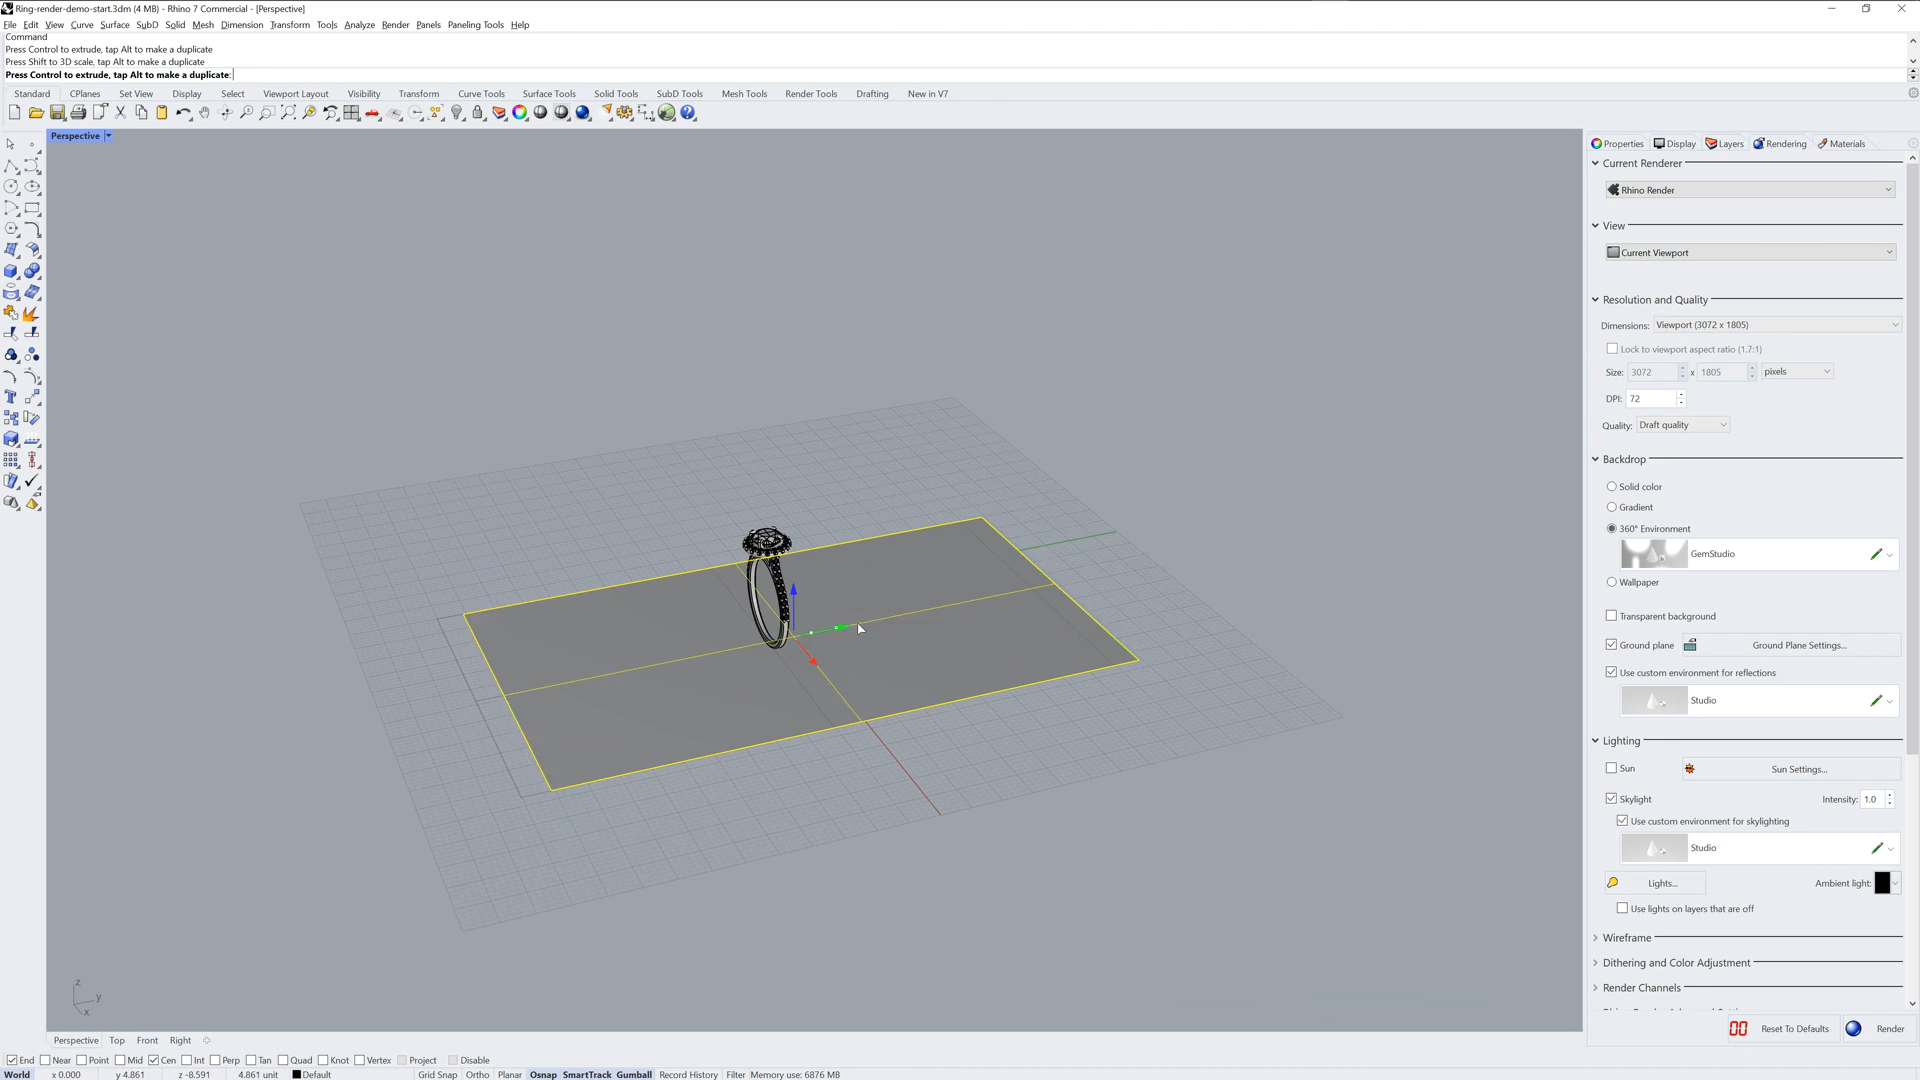 Ring-render-demo-start.3dm (4 MB) - Rhino 7 Commercial - [Perspective]
File Edit View Curve Surface SubD Solid Mesh Dimension Transform Tools Analyze Render Panels Paneling Tools Help
Command
Press Control to extrude, tap Alt to make a duplicate
Press Shift to 3D scale, tap Alt to make a duplicate
Press Control to extrude, tap Alt to make a duplicate:
Standard CPlanes Set View Display Select Viewport Layout Visibility Transform Curve Tools Surface Tools Solid Tools SubD Tools Mesh Tools Render Tools Drafting New in V7
Perspective
Properties Display Layers Rendering Materials
Current Renderer
Rhino Render
View
Current Viewport
Resolution and Quality
Dimensions: Viewport (3072 x 1805)
Lock to viewport aspect ratio (1.7:1)
Size: 3072 x 1805 pixels
DPI: 72
Quality: Draft quality
Backdrop
Solid color
Gradient
360° Environment
GemStudio
Wallpaper
Transparent background
Ground plane Ground Plane Settings...
Use custom environment for reflections
Studio
Lighting
Sun Sun Settings...
Skylight Intensity: 1.0
Use custom environment for skylighting
Studio
Lights... Ambient light:
Use lights on layers that are off
Wireframe
Dithering and Color Adjustment
Render Channels
Reset To Defaults Render
z
y
x
Perspective Top Front Right
End Near Point Mid Cen Int Perp Tan Quad Knot Vertex Project Disable
World x 0.000 y 4.861 z -8.591 4.861 unit Default Grid Snap Ortho Planar Osnap SmartTrack Gumball Record History Filter Memory use: 6876 MB